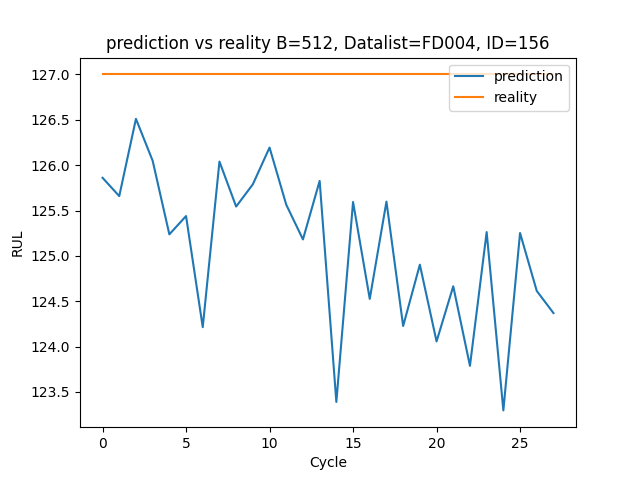 prediction vs reality B=512, Datalist=FD004, ID=156
127.0
126.5
126.0
125.5
125.0
124.5
124.0
123.5
RUL
prediction
reality
0 5 10 15 20 25
Cycle